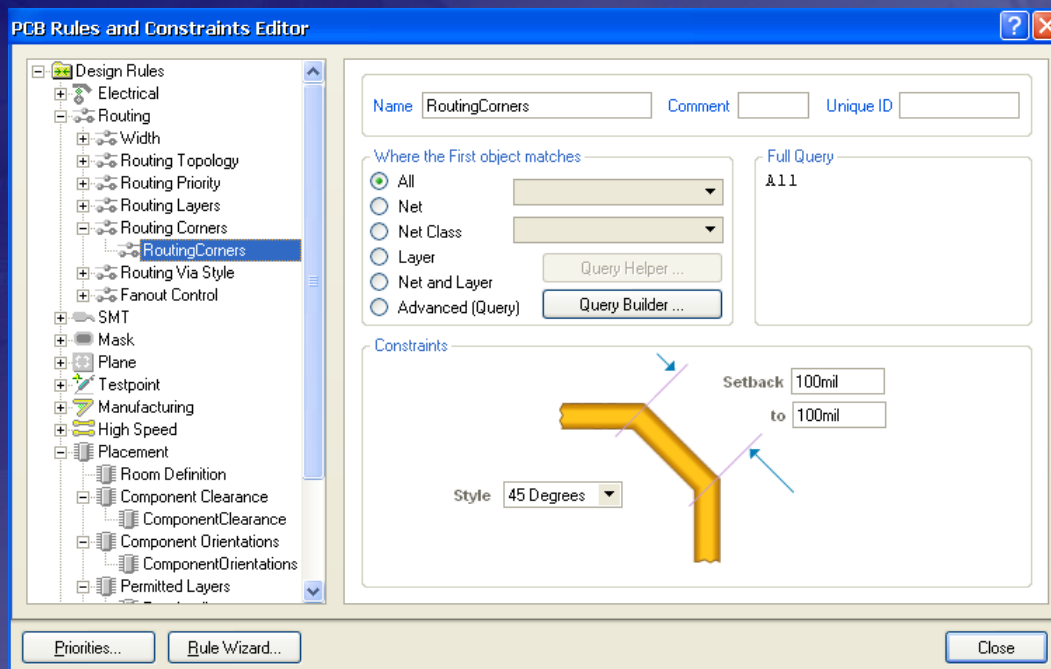 PCB Rules and Constraints Editor
Design Rules
Electrical
Routing
Width
Routing Topology
Routing Priority
Routing Layers
Routing Corners
RoutingCorners
Routing Via Style
Fanout Control
SMT
Mask
Plane
Testpoint
Manufacturing
High Speed
Placement
Room Definition
Component Clearance
ComponentClearance
Component Orientations
ComponentOrientations
Permitted Layers
Name RoutingCorners Comment Unique ID
Where the First object matches
All
Net
Net Class
Layer
Net and Layer
Advanced (Query)
Query Helper ...
Query Builder ...
Full Query
All
Constraints
Setback 100mil
to 100mil
Style 45 Degrees
Priorities... Rule Wizard... Close